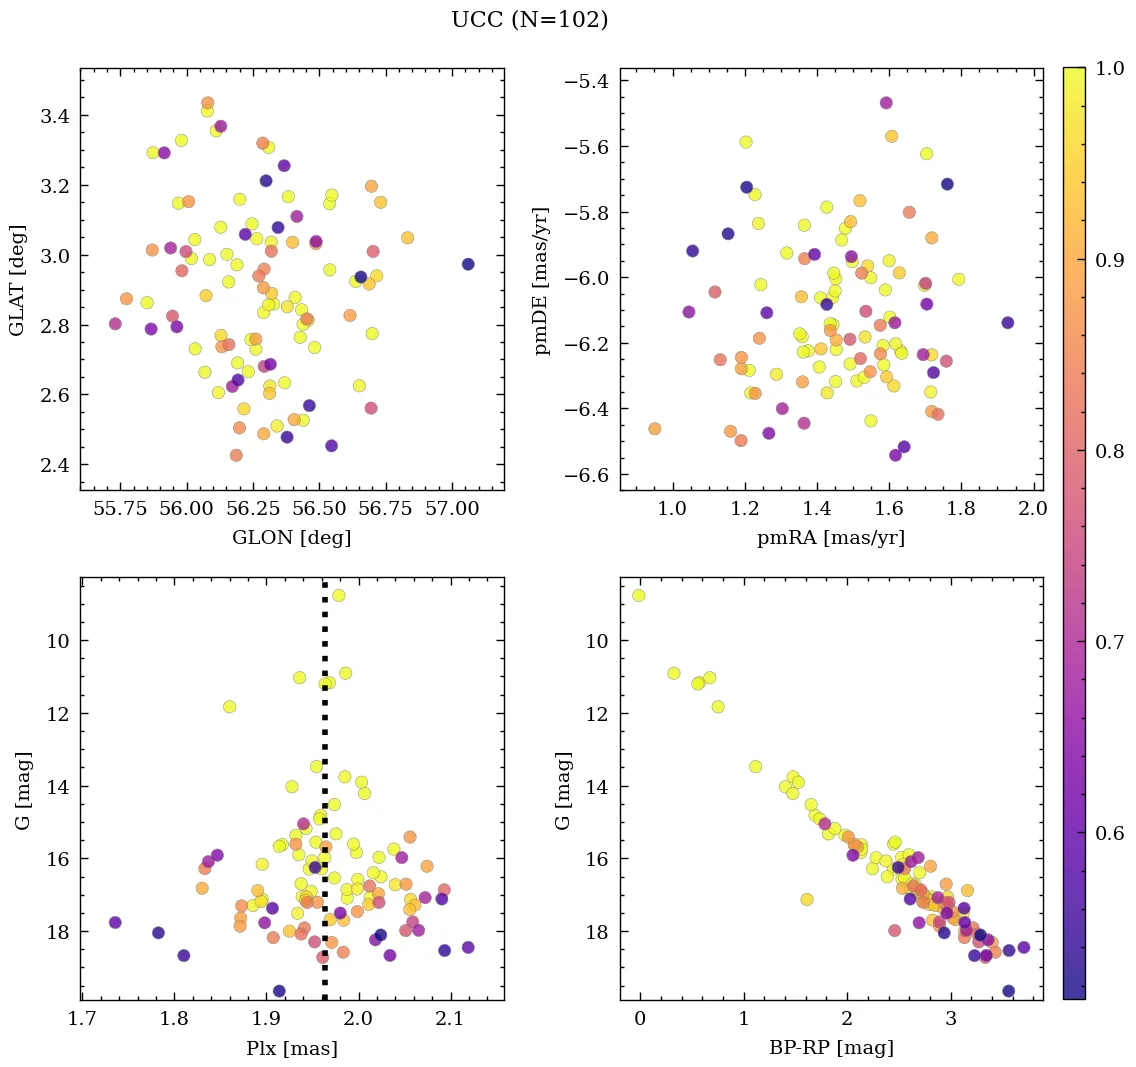 UCC (N=102)
3.4
3.2
3.0
2.8
2.6
2.4
GLAT [deg]
55.75 56.00 56.25 56.50 56.75 57.00
GLON [deg]
−5.4
−5.6
−5.8
−6.0
−6.2
−6.4
−6.6
pmDE [mas/yr]
1.0 1.2 1.4 1.6 1.8 2.0
pmRA [mas/yr]
10
12
14
16
18
G [mag]
1.7 1.8 1.9 2.0 2.1
Plx [mas]
10
12
14
16
18
G [mag]
0 1 2 3
BP-RP [mag]
1.0
0.9
0.8
0.7
0.6